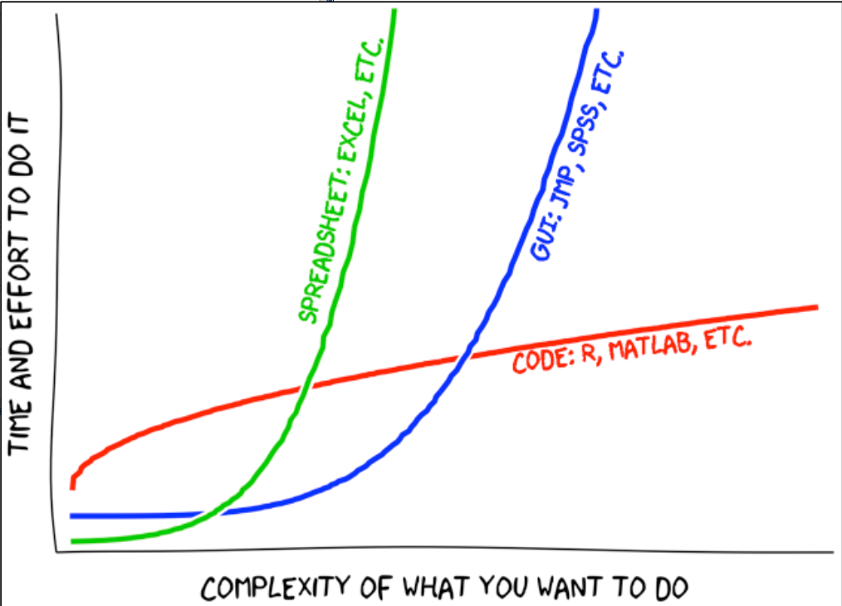 TIME AND EFFORT TO DO IT
SPREADSHEET: EXCEL, ETC.
GUI: JMP, SPSS, ETC.
CODE: R, MATLAB, ETC.
COMPLEXITY OF WHAT YOU WANT TO DO